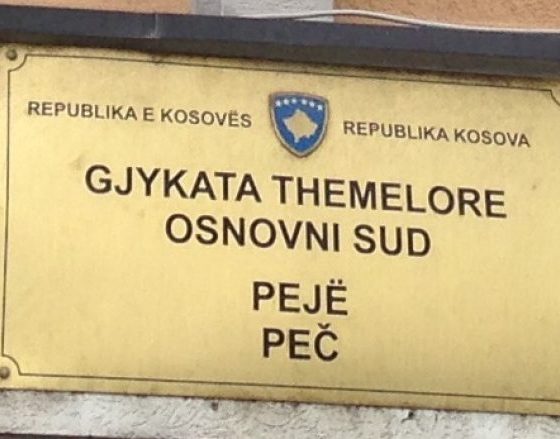 REPUBLIKA E KOSOVËS
REPUBLIKA KOSOVA
GJYKATA THEMELORE
OSNOVNI SUD
PEJË
PEČ